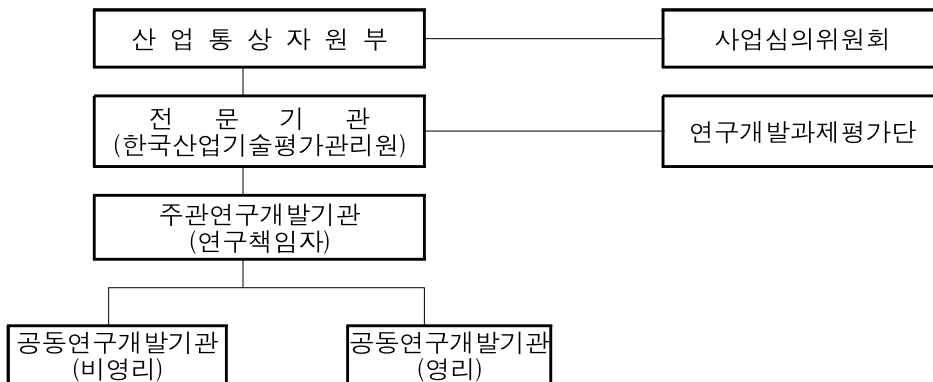 산 업 통 상 자 원 부
사업심의위원회
전 문 기 관
(한국산업기술평가관리원)
연구개발과제평가단
주관연구개발기관
(연구책임자)
공동연구개발기관
(비영리)
공동연구개발기관
(영리)